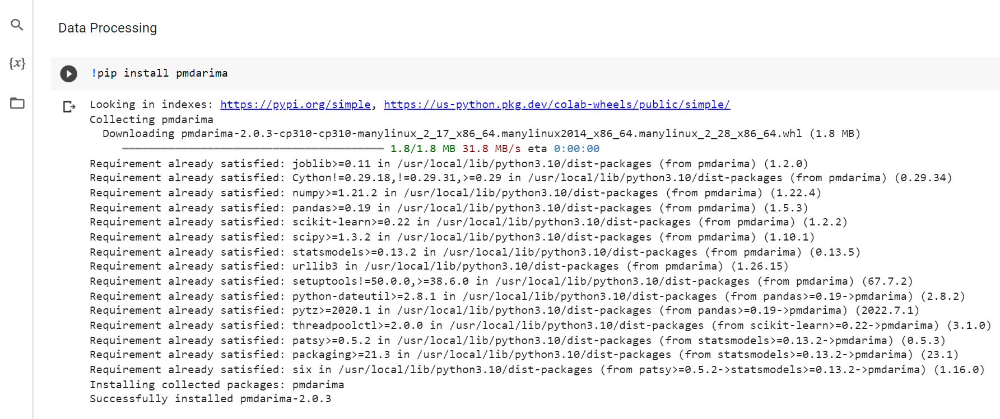 Data Processing
{x}
!pip install pmdarima
Looking in indexes: https://pypi.org/simple, https://us-python.pkg.dev/colab-wheels/public/simple/
Collecting pmdarima
Downloading pmdarima-2.0.3-cp310-cp310-manylinux_2_17_x86_64.manylinux2014_x86_64.manylinux_2_28_x86_64.whl (1.8 MB)
1.8/1.8 MB 31.8 MB/s eta 0:00:00
Requirement already satisfied: joblib>=0.11 in /usr/local/lib/python3.10/dist-packages (from pmdarima) (1.2.0)
Requirement already satisfied: Cython!=0.29.18,!=0.29.31,>=0.29 in /usr/local/lib/python3.10/dist-packages (from pmdarima) (0.29.34)
Requirement already satisfied: numpy>=1.21.2 in /usr/local/lib/python3.10/dist-packages (from pmdarima) (1.22.4)
Requirement already satisfied: pandas>=0.19 in /usr/local/lib/python3.10/dist-packages (from pmdarima) (1.5.3)
Requirement already satisfied: scikit-learn>=0.22 in /usr/local/lib/python3.10/dist-packages (from pmdarima) (1.2.2)
Requirement already satisfied: scipy>=1.3.2 in /usr/local/lib/python3.10/dist-packages (from pmdarima) (1.10.1)
Requirement already satisfied: statsmodels>=0.13.2 in /usr/local/lib/python3.10/dist-packages (from pmdarima) (0.13.5)
Requirement already satisfied: urllib3 in /usr/local/lib/python3.10/dist-packages (from pmdarima) (1.26.15)
Requirement already satisfied: setuptools!=50.0.0,>=38.6.0 in /usr/local/lib/python3.10/dist-packages (from pmdarima) (67.7.2)
Requirement already satisfied: python-dateutil>=2.8.1 in /usr/local/lib/python3.10/dist-packages (from pandas>=0.19->pmdarima) (2.8.2)
Requirement already satisfied: pytz>=2020.1 in /usr/local/lib/python3.10/dist-packages (from pandas>=0.19->pmdarima) (2022.7.1)
Requirement already satisfied: threadpoolctl>=2.0.0 in /usr/local/lib/python3.10/dist-packages (from scikit-learn>=0.22->pmdarima) (3.1.0)
Requirement already satisfied: patsy>=0.5.2 in /usr/local/lib/python3.10/dist-packages (from statsmodels>=0.13.2->pmdarima) (0.5.3)
Requirement already satisfied: packaging>=21.3 in /usr/local/lib/python3.10/dist-packages (from statsmodels>=0.13.2->pmdarima) (23.1)
Requirement already satisfied: six in /usr/local/lib/python3.10/dist-packages (from patsy>=0.5.2->statsmodels>=0.13.2->pmdarima) (1.16.0)
Installing collected packages: pmdarima
Successfully installed pmdarima-2.0.3